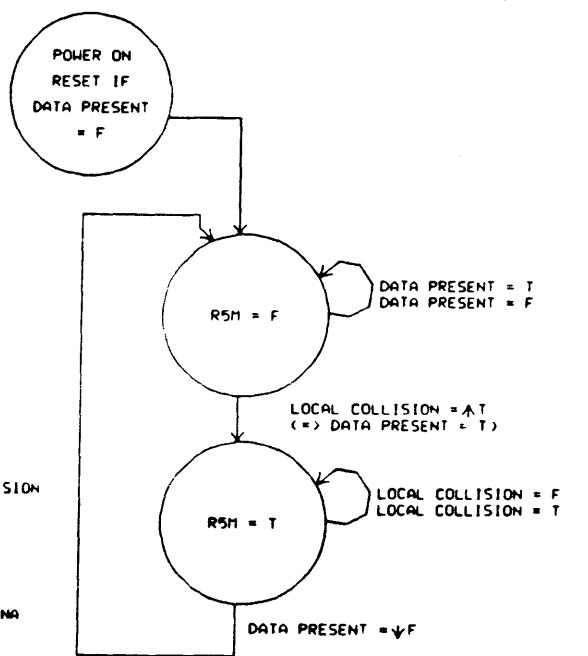 POWER ON
RESET IF
DATA PRESENT
= F
R5M = F
DATA PRESENT = T
DATA PRESENT = F
LOCAL COLLISION = ↑ T
(=> DATA PRESENT = T)
SION
R5M = T
LOCAL COLLISION = F
LOCAL COLLISION = T
NA
DATA PRESENT = ↓ F